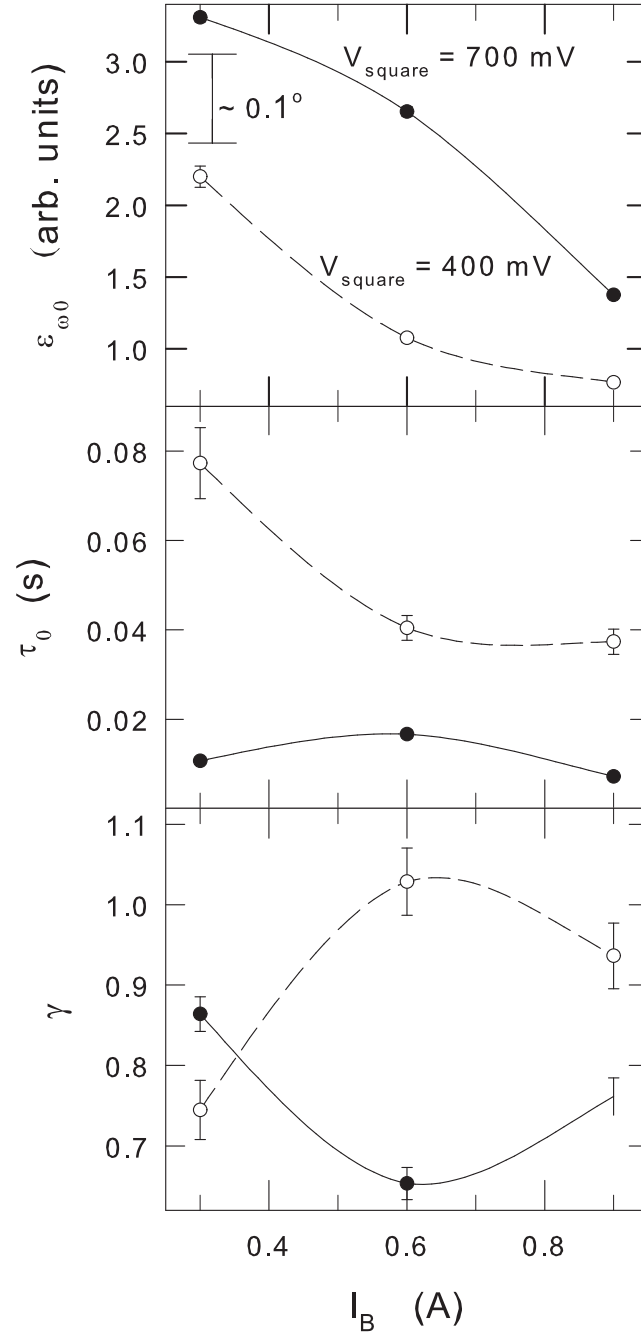 ε_ω0 (arb. units)
3.0
2.5
2.0
1.5
1.0
V_square = 700 mV
~ 0.1°
V_square = 400 mV
τ_0 (s)
0.08
0.06
0.04
0.02
γ
1.1
1.0
0.9
0.8
0.7
0.4 0.6 0.8
I_B (A)